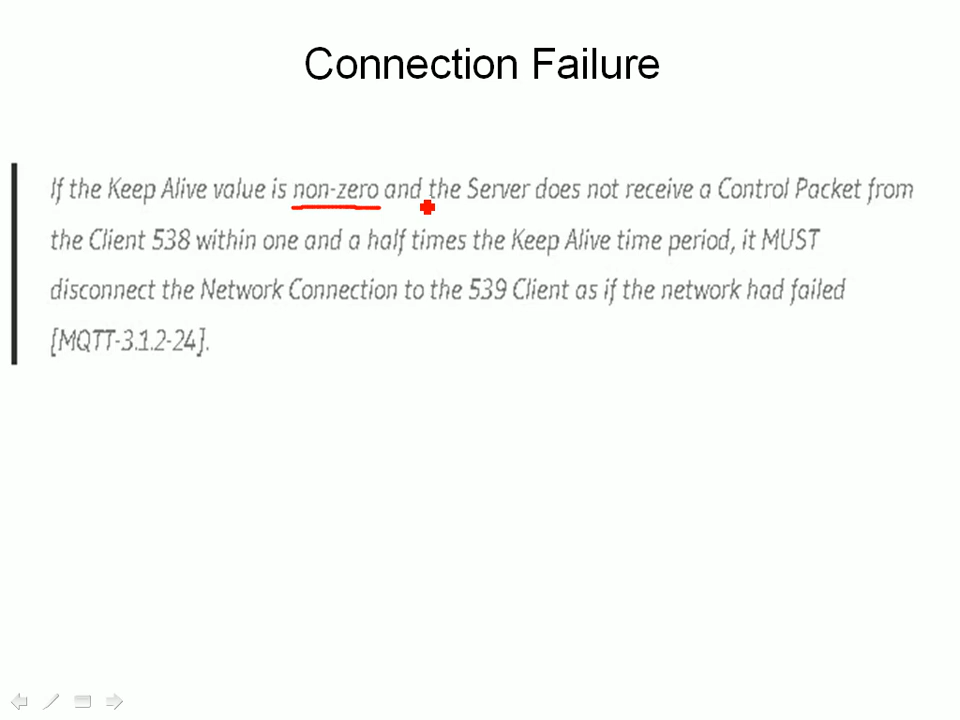 Connection Failure
If the Keep Alive value is non-zero and the Server does not receive a Control Packet from
the Client 538 within one and a half times the Keep Alive time period, it MUST
disconnect the Network Connection to the 539 Client as if the network had failed
[MQTT-3.1.2-24].